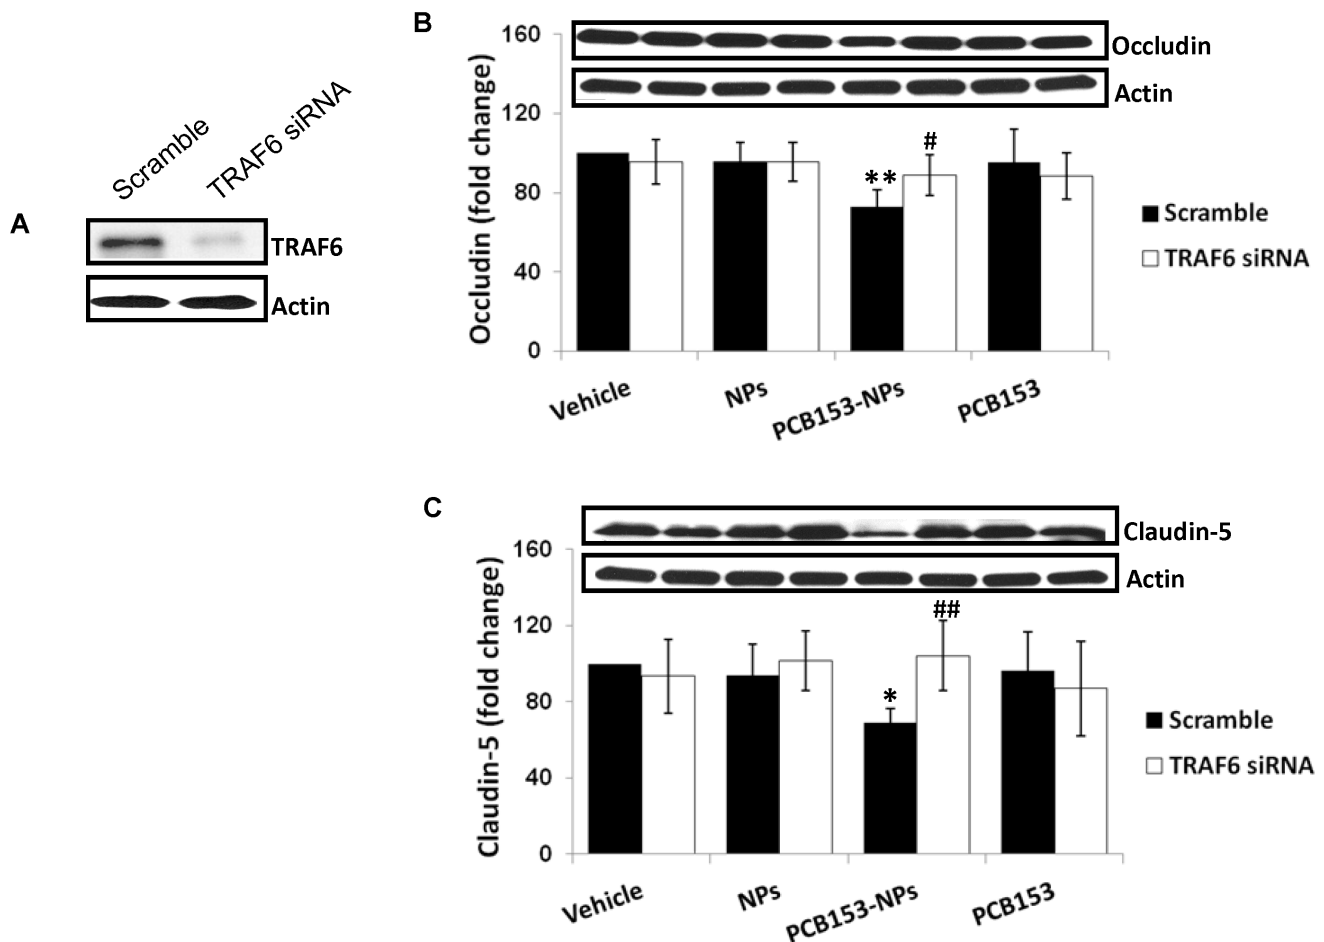 A
Scramble
TRAF6 siRNA
TRAF6
Actin
B
Occludin
Actin
Occludin (fold change)
160
120
80
40
0
**
#
Scramble
TRAF6 siRNA
Vehicle
NPs
PCB153-NPs
PCB153
C
Claudin-5
Actin
Claudin-5 (fold change)
160
120
80
40
0
*
##
Scramble
TRAF6 siRNA
Vehicle
NPs
PCB153-NPs
PCB153